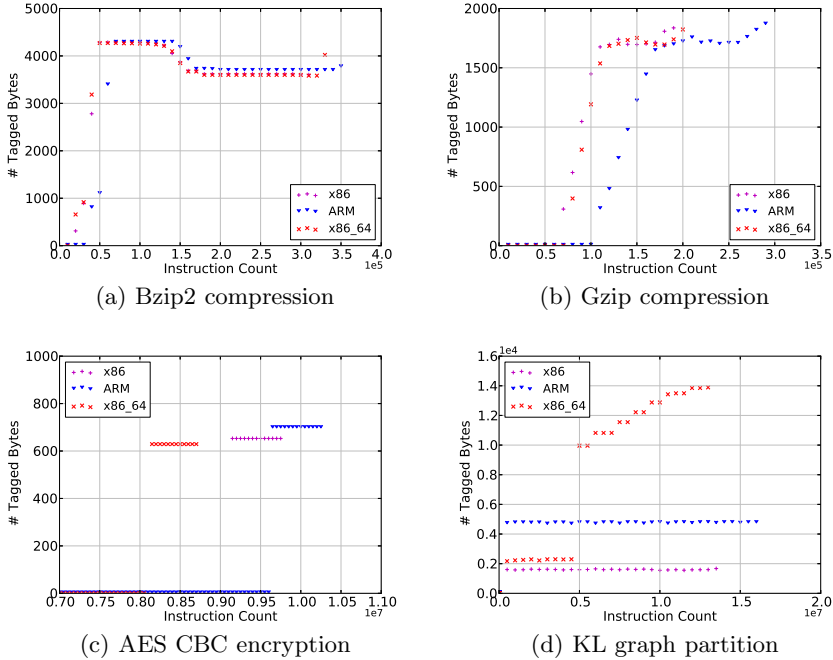 5000
4000
3000
2000
1000
0
# Tagged Bytes
x86
ARM
x86_64
0.0 0.5 1.0 1.5 2.0 2.5 3.0 3.5 4.0
Instruction Count
1e5
(a) Bzip2 compression
2000
1500
1000
500
0
# Tagged Bytes
x86
ARM
x86_64
0.0 0.5 1.0 1.5 2.0 2.5 3.0 3.5
Instruction Count
1e5
(b) Gzip compression
1000
800
600
400
200
0
# Tagged Bytes
x86
ARM
x86_64
0.70 0.75 0.80 0.85 0.90 0.95 1.00 1.05 1.10
Instruction Count
1e7
(c) AES CBC encryption
1e4
1.6
1.4
1.2
1.0
0.8
0.6
0.4
0.2
0.0
# Tagged Bytes
x86
ARM
x86_64
0.0 0.5 1.0 1.5 2.0
Instruction Count
1e7
(d) KL graph partition